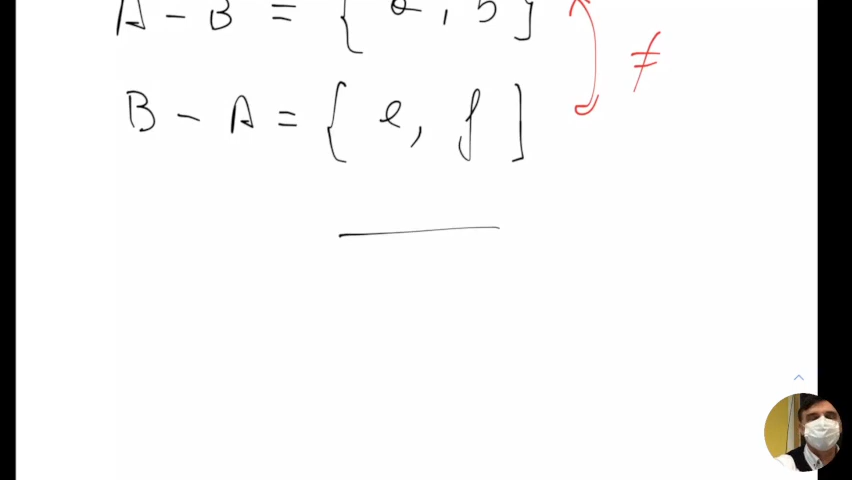 A - B = { a, b }
B - A = { e, f }
≠